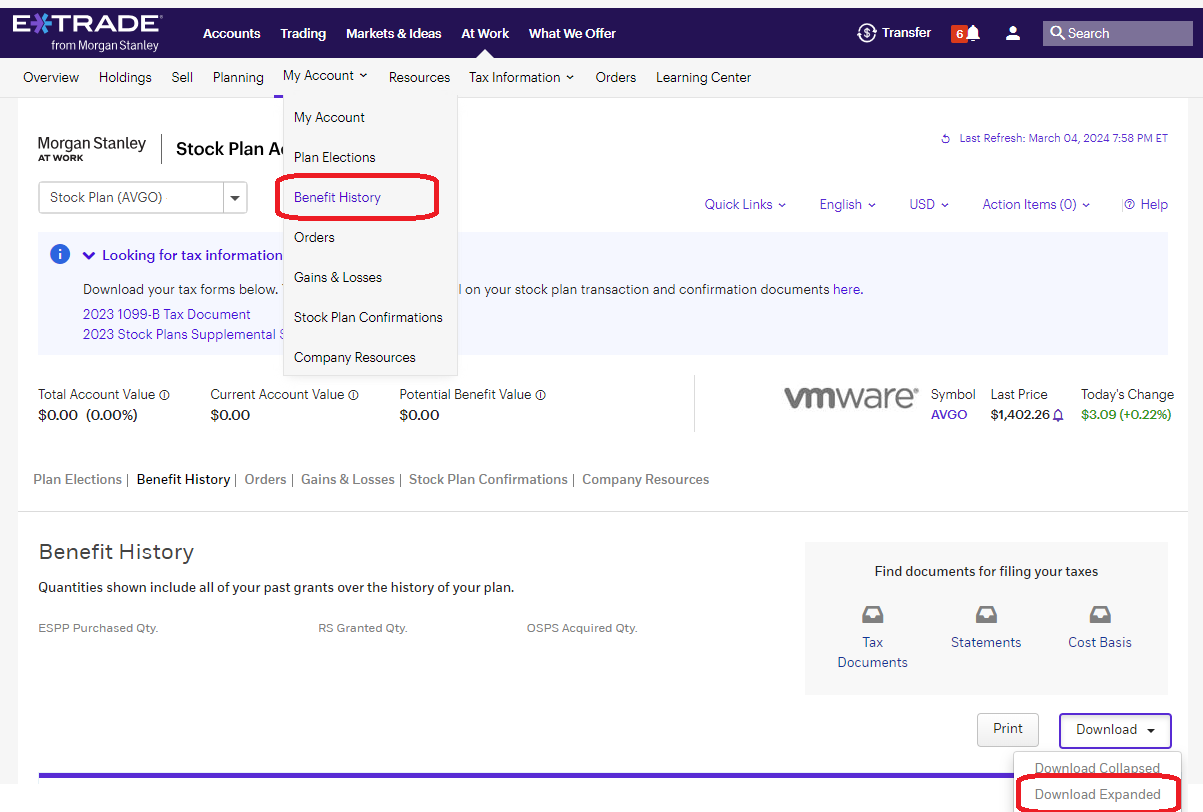 E*TRADE
from Morgan Stanley
Accounts Trading Markets & Ideas At Work What We Offer Transfer 6 Search
Overview Holdings Sell Planning My Account Resources Tax Information Orders Learning Center
My Account
Plan Elections
Benefit History
Orders
Gains & Losses
Stock Plan Confirmations
Company Resources
Morgan Stanley
AT WORK
Stock Plan Ac
Last Refresh: March 04, 2024 7:58 PM ET
Stock Plan (AVGO)
Quick Links English USD Action Items (0) Help
Looking for tax information
Download your tax forms below. l on your stock plan transaction and confirmation documents here.
2023 1099-B Tax Document
2023 Stock Plans Supplemental S
Total Account Value Current Account Value Potential Benefit Value
$0.00 (0.00%) $0.00 $0.00
vmware®
Symbol Last Price Today's Change
AVGO $1,402.26 $3.09 (+0.22%)
Plan Elections | Benefit History | Orders | Gains & Losses | Stock Plan Confirmations | Company Resources
Benefit History
Quantities shown include all of your past grants over the history of your plan.
ESPP Purchased Qty. RS Granted Qty. OSPS Acquired Qty.
Find documents for filing your taxes
Tax Documents
Statements
Cost Basis
Print Download
Download Collapsed
Download Expanded